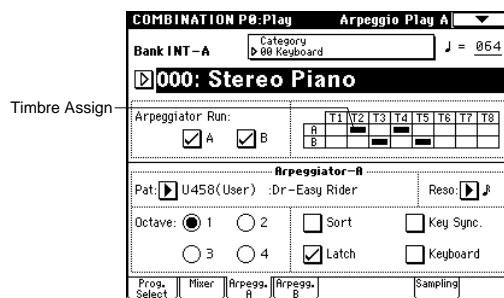 COMBINATION P0:Play Arpeggio Play A
Bank INT-A
Category
00 Keyboard
♩ = 064
000: Stereo Piano
Timbre Assign
Arpeggiator Run:
A B
T1 T2 T3 T4 T5 T6 T7 T8
A
B
Arpeggiator-A
Pat: U458(User) :Dr-Easy Rider Reso: ♪
Octave: 1 2 Sort Key Sync.
3 4 Latch Keyboard
Prog. Select Mixer Arpegg. A Arpegg. B Sampling